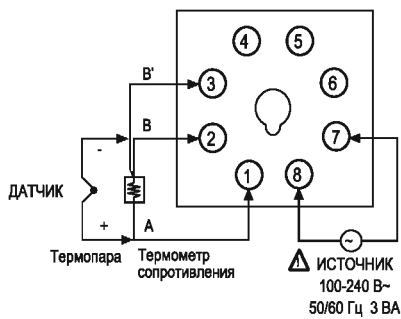 4
5
B'
3
6
B
7
2
-
ДАТЧИК
1
8
+
A
Термопара
Термометр
сопротивления
~
! ИСТОЧНИК
100-240 В~
50/60 Гц 3 ВА